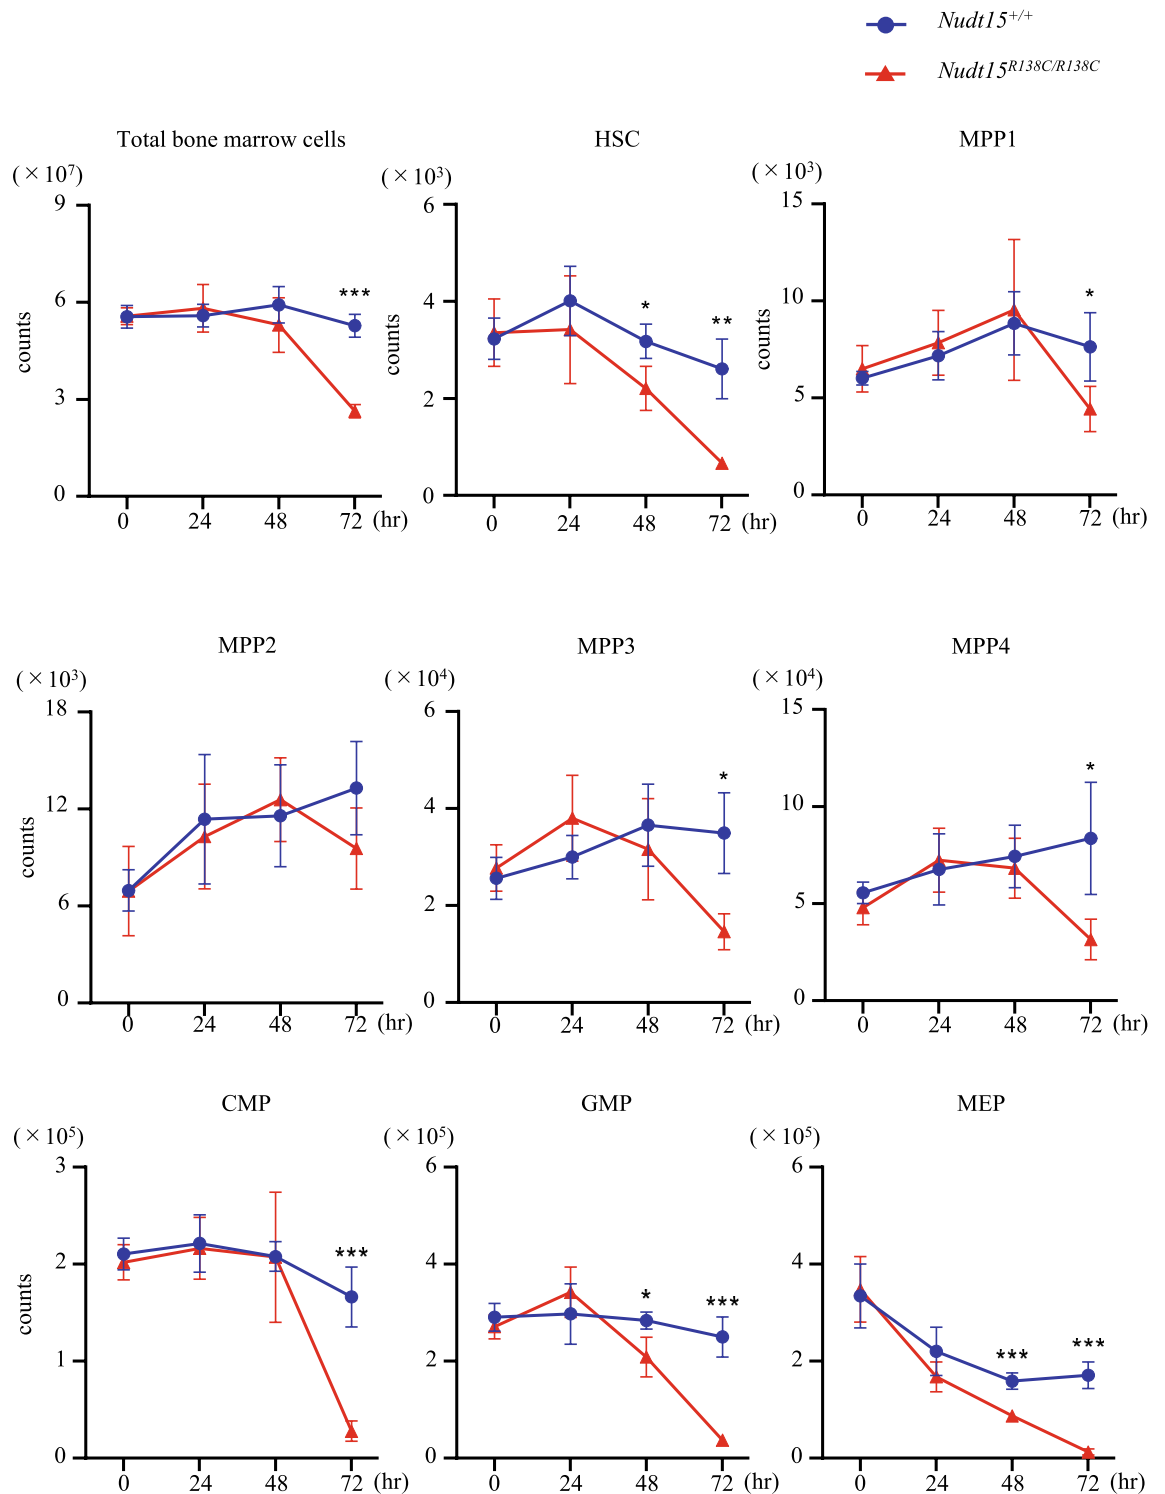 Nudt15+/+
Nudt15R138C/R138C
Total bone marrow cells
(×10⁷)
counts
9
6
3
0
0 24 48 72 (hr)
***
HSC
(×10³)
counts
6
4
2
0
0 24 48 72 (hr)
*
**
MPP1
(×10³)
counts
15
10
5
0
0 24 48 72 (hr)
*
MPP2
(×10³)
counts
18
12
6
0
0 24 48 72 (hr)
MPP3
(×10⁴)
6
4
2
0
0 24 48 72 (hr)
*
MPP4
(×10⁴)
15
10
5
0
0 24 48 72 (hr)
*
CMP
(×10⁵)
counts
3
2
1
0
0 24 48 72 (hr)
***
GMP
(×10⁵)
6
4
2
0
0 24 48 72 (hr)
*
***
MEP
(×10⁵)
6
4
2
0
0 24 48 72 (hr)
***
***